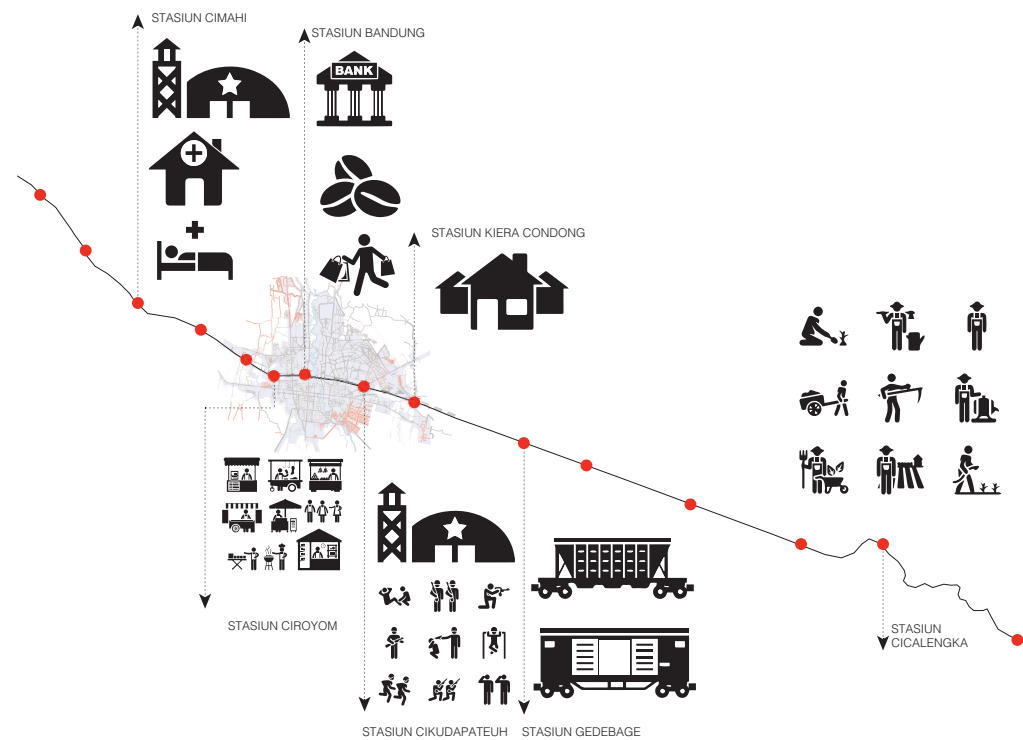 STASIUN CIMAHI
STASIUN BANDUNG
BANK
STASIUN KIERA CONDONG
STASIUN CIROYOM
STASIUN
CICALENGKA
STASIUN CIKUDAPATEUH
STASIUN GEDEBAGE